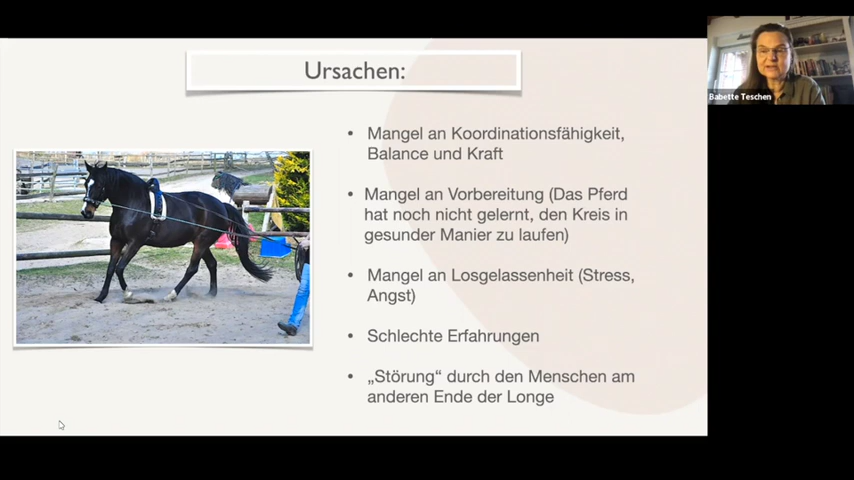 Ursachen:
Babette Teschen
• Mangel an Koordinationsfähigkeit,
Balance und Kraft
• Mangel an Vorbereitung (Das Pferd
hat noch nicht gelernt, den Kreis in
gesunder Manier zu laufen)
• Mangel an Losgelassenheit (Stress,
Angst)
• Schlechte Erfahrungen
• „Störung“ durch den Menschen am
anderen Ende der Longe